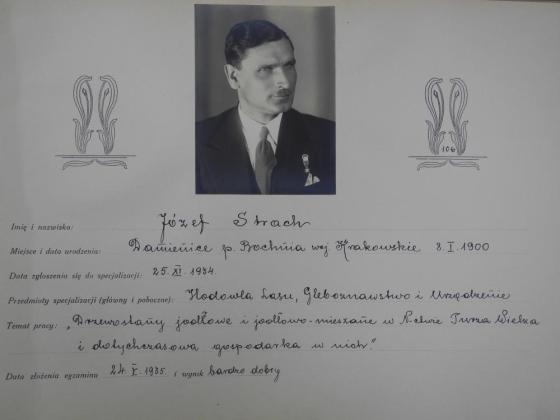 106
Imię i nazwisko: Józef Strach
Miejsce i data urodzenia: Damienice p. Bochnia woj. Krakowskie 8.I.1900
Data zgłoszenia się do specjalizacji: 25.XI.1934.
Przedmioty specjalizacji (główny i poboczne): Hodowla Lasu, Gleboznawstwo i Urządzenie
Temat pracy: „Drzewostany jodłowe i jodłowo-mieszane w N-ctwie Turza Wielka
i dotychczasowa gospodarka w nich."
Data złożenia egzaminu 24.V.1935. i wynik bardzo dobry